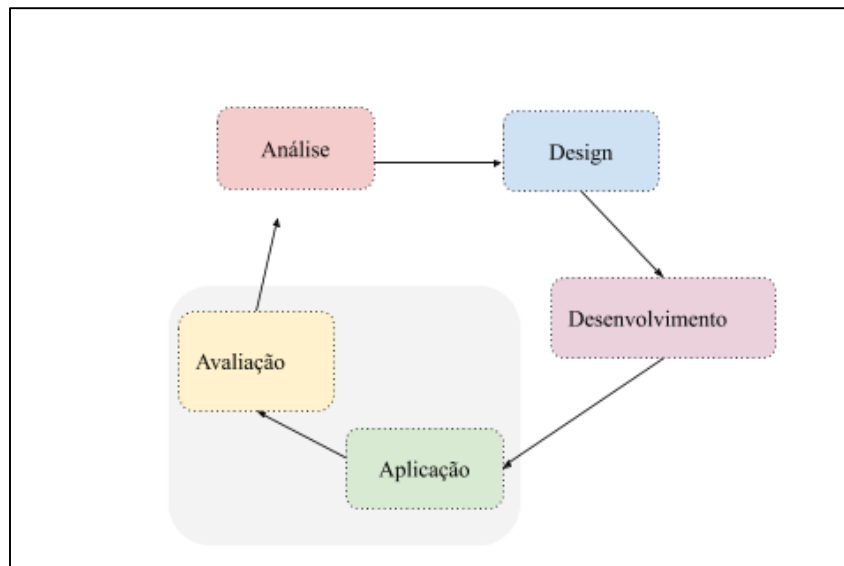 Análise
Design
Desenvolvimento
Avaliação
Aplicação